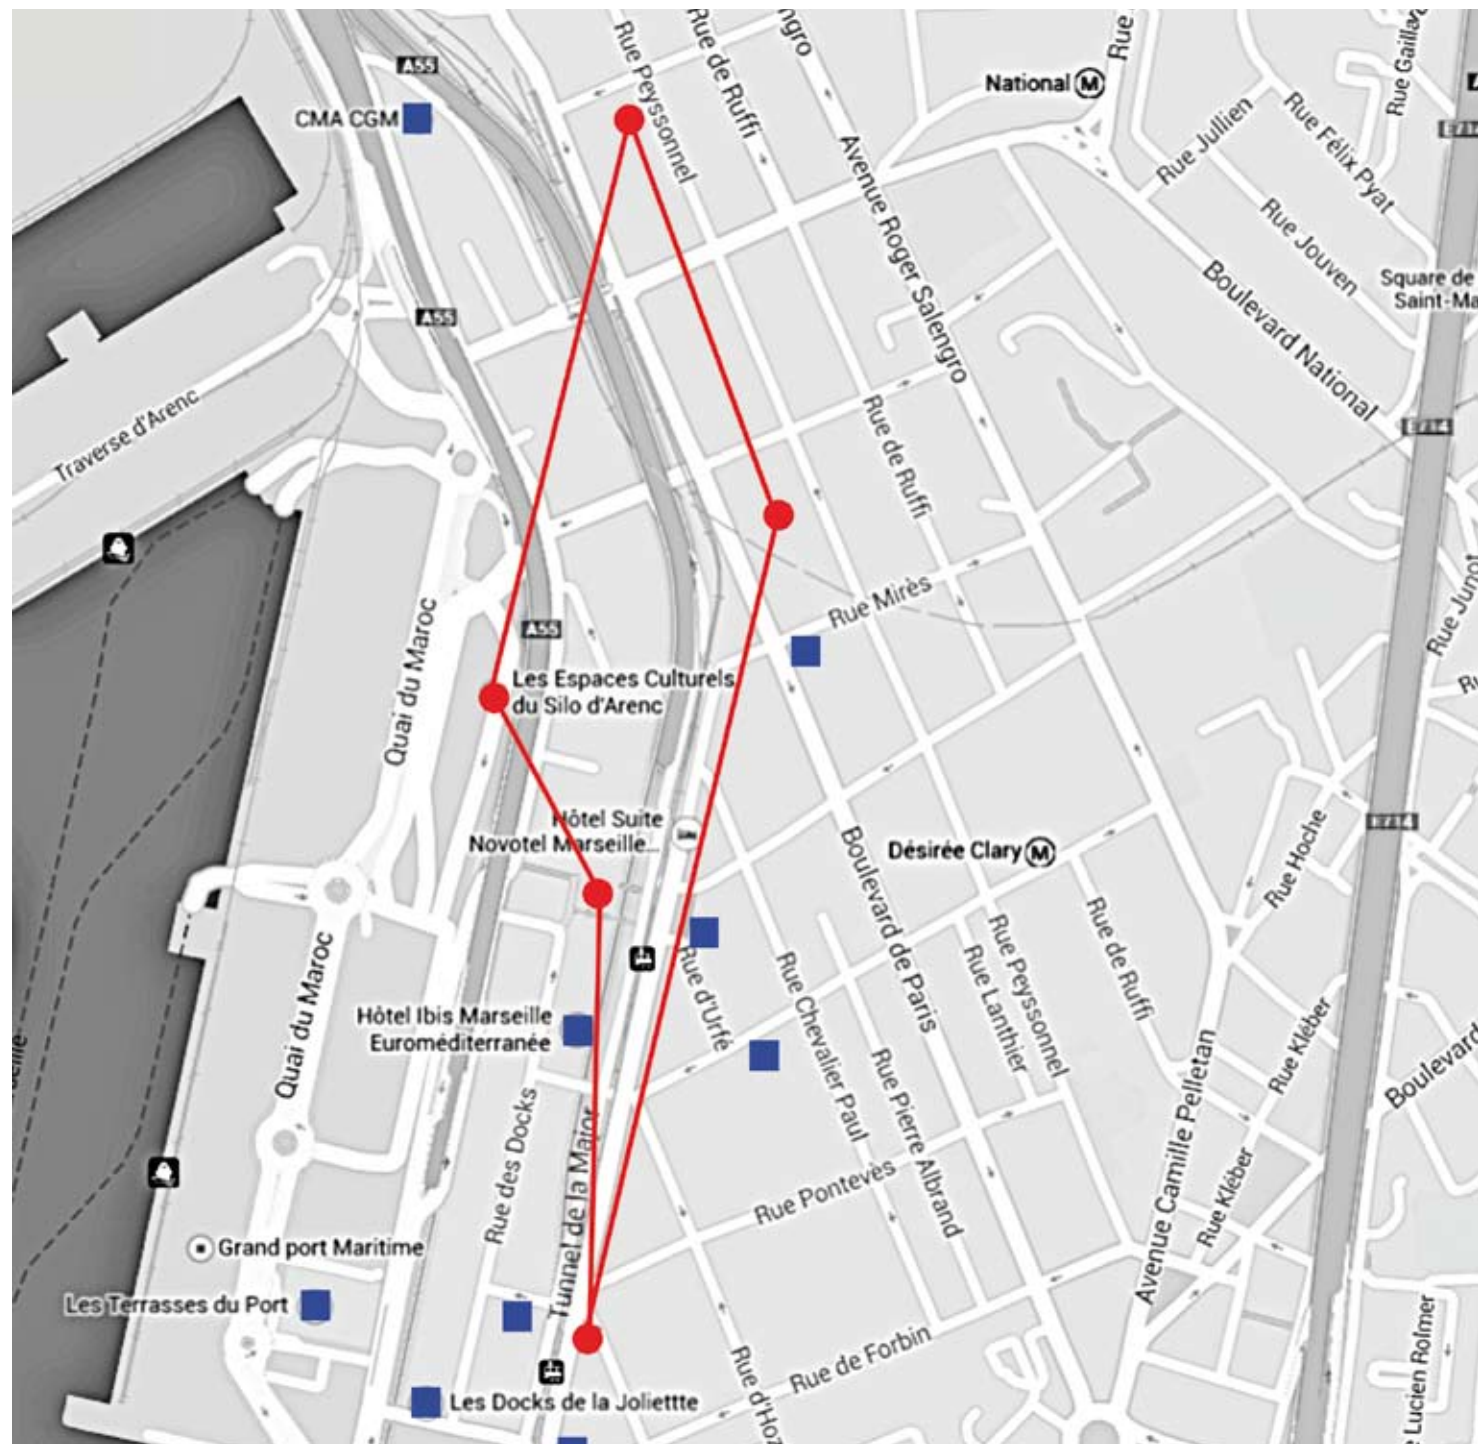 A55
CMA CGM
Rue Peyssonnel
Rue de Ruffi
engro
Rue
National
M
Rue Gaillard
Rue Jullien
Rue Félix Pyat
Avenue Roger Salengro
Rue Jouven
Boulevard National
Square de
Saint-Ma
A55
Traverse d'Arenc
Rue de Ruffi
Rue Mirès
Rue Junot
A55
Quai du Maroc
Les Espaces Culturels
du Silo d'Arenc
Hôtel Suite
Novotel Marseille...
Boulevard de Paris
Désirée Clary
M
Rue Hoche
Quai du Maroc
Rue d'Urfé
Rue Chevalier Paul
Rue Lanthier
Rue Peyssonnel
Rue de Ruffi
Hôtel Ibis Marseille
Euroméditerranée
Rue des Docks
Tunnel de la Major
Rue Pierre Albrand
Rue Pontevès
Avenue Camille Pelletan
Rue Kléber
Rue Kléber
Boulevard
Grand port Maritime
Les Terrasses du Port
Rue de Forbin
Rue d'Hoz
e Lucien Rolmer
Les Docks de la Joliettte